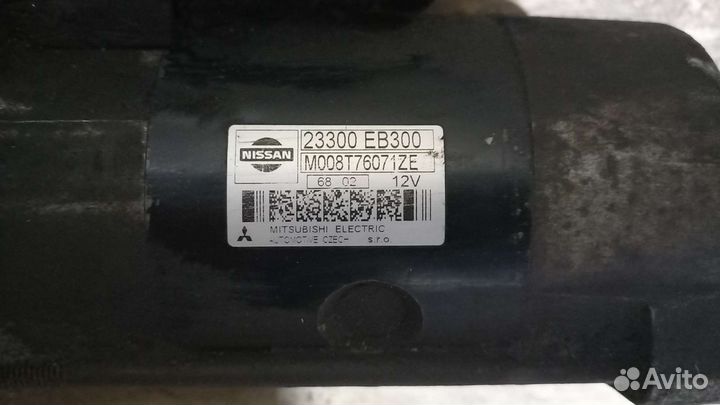 NISSAN
23300 EB300
M008T76071ZE
68 02 12V
MITSUBISHI ELECTRIC
AUTOMOTIVE CZECH s.r.o.
Avito